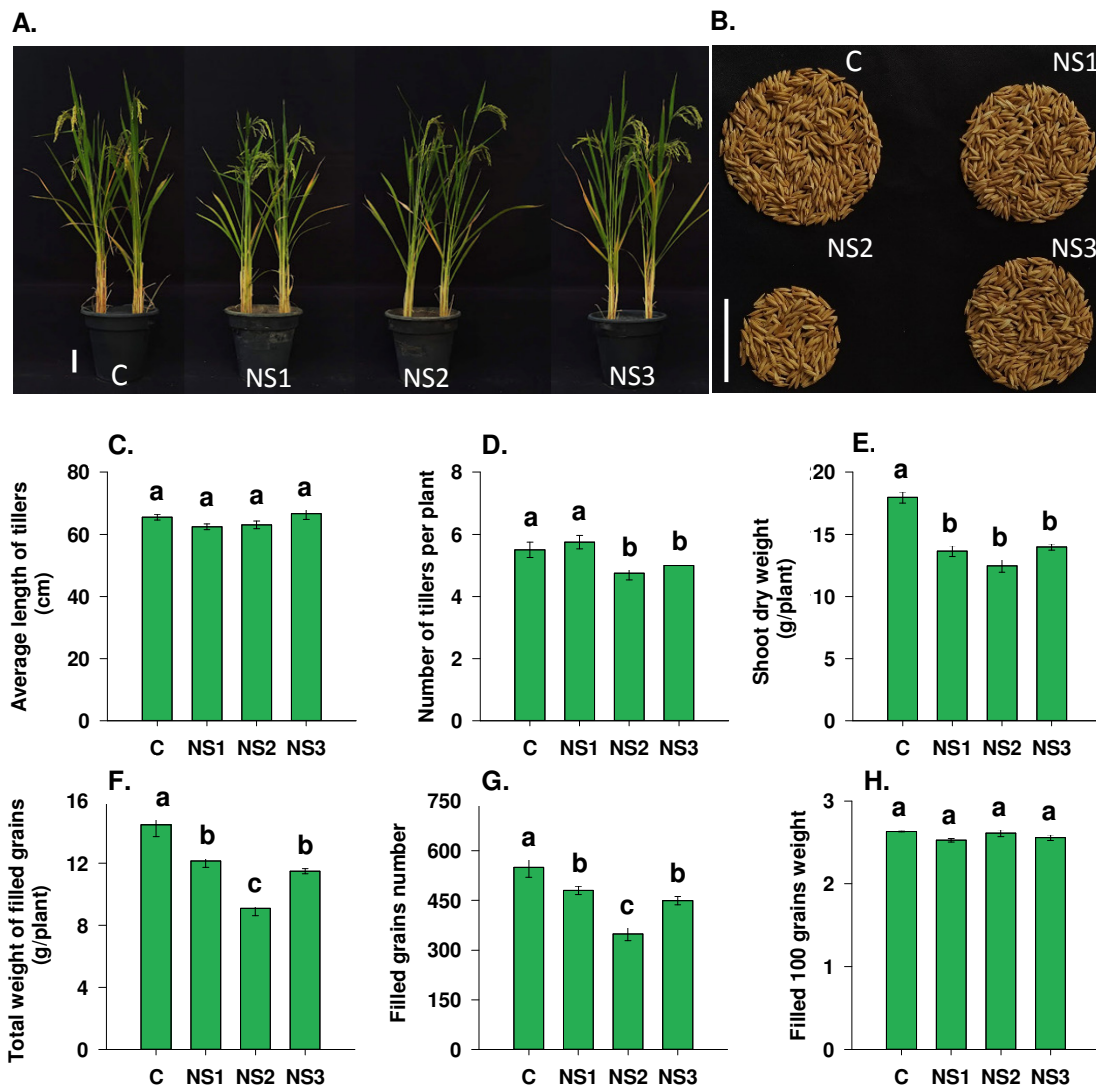 A.
B.
C NS1 NS2 NS3
C NS1
NS2 NS3
C.
Average length of tillers
(cm)
80
60
40
20
0
a a a a
C NS1 NS2 NS3
D.
Number of tillers per plant
8
6
4
2
0
a a b b
C NS1 NS2 NS3
E.
Shoot dry weight
(g/plant)
20
15
10
5
0
a b b b
C NS1 NS2 NS3
F.
Total weight of filled grains
(g/plant)
16
12
8
4
0
a b c b
C NS1 NS2 NS3
G.
Filled grains number
750
600
450
300
150
0
a b c b
C NS1 NS2 NS3
H.
Filled 100 grains weight
3
2
1
0
a a a a
C NS1 NS2 NS3